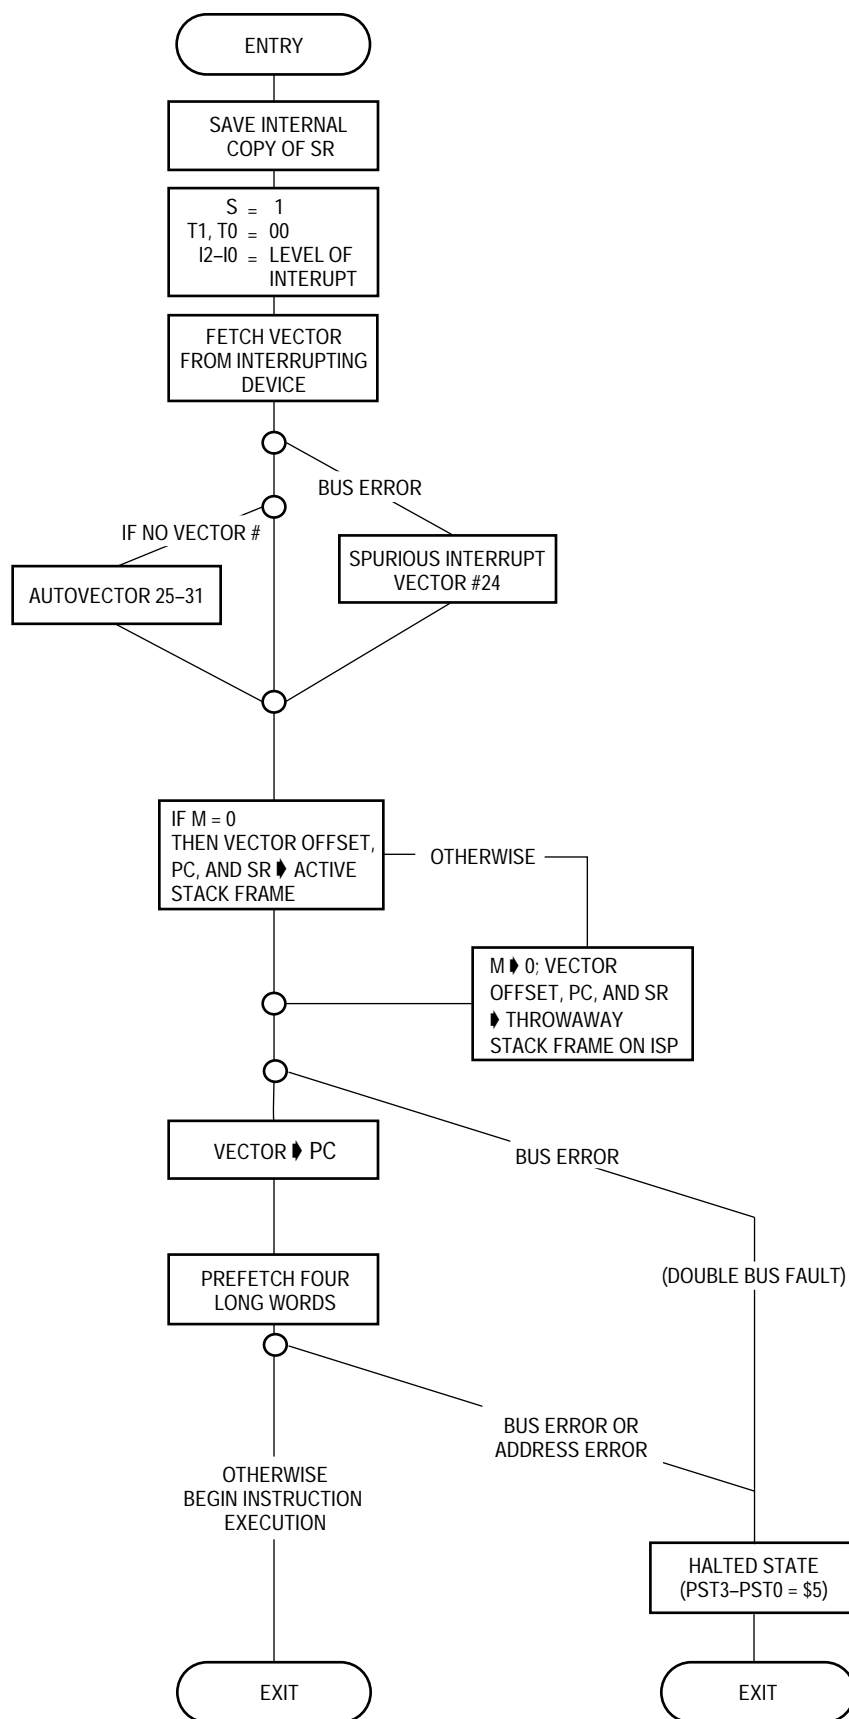 ENTRY
SAVE INTERNAL
COPY OF SR
S = 1
T1, T0 = 00
I2–I0 = LEVEL OF
INTERUPT
FETCH VECTOR
FROM INTERRUPTING
DEVICE
BUS ERROR
IF NO VECTOR #
SPURIOUS INTERRUPT
VECTOR #24
AUTOVECTOR 25–31
IF M = 0
THEN VECTOR OFFSET,
PC, AND SR ➧ ACTIVE
STACK FRAME
OTHERWISE
M ➧ 0; VECTOR
OFFSET, PC, AND SR
➧ THROWAWAY
STACK FRAME ON ISP
VECTOR ➧ PC
BUS ERROR
PREFETCH FOUR
LONG WORDS
(DOUBLE BUS FAULT)
BUS ERROR OR
ADDRESS ERROR
OTHERWISE
BEGIN INSTRUCTION
EXECUTION
HALTED STATE
(PST3–PST0 = $5)
EXIT
EXIT